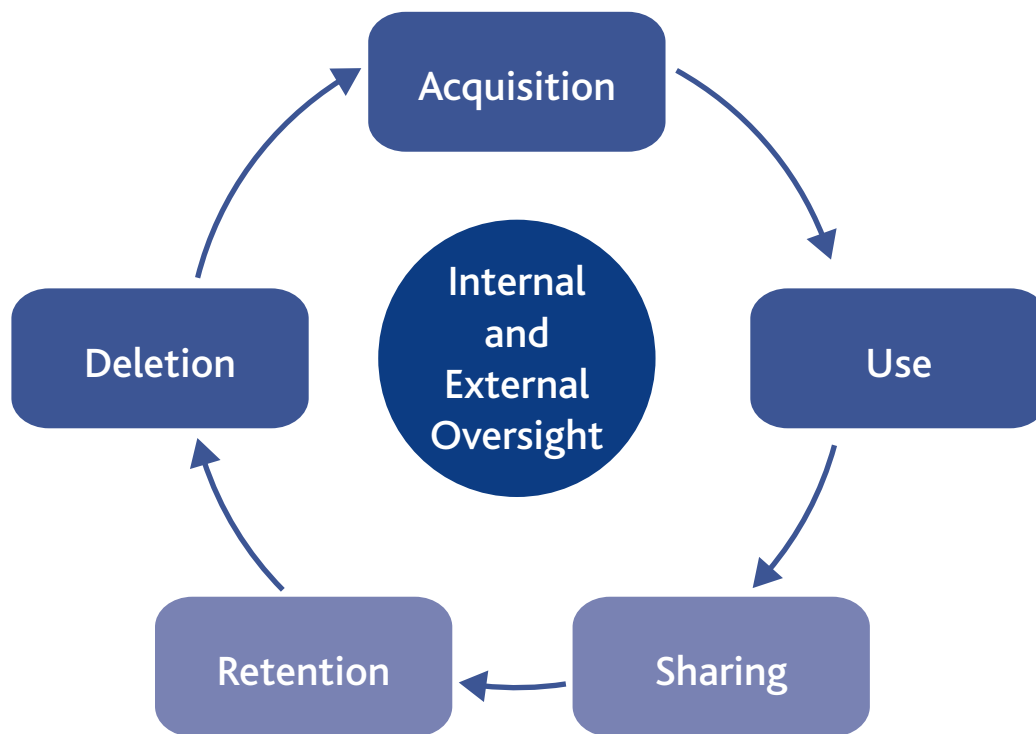 Acquisition
Internal
and
External
Oversight
Deletion
Use
Retention
Sharing